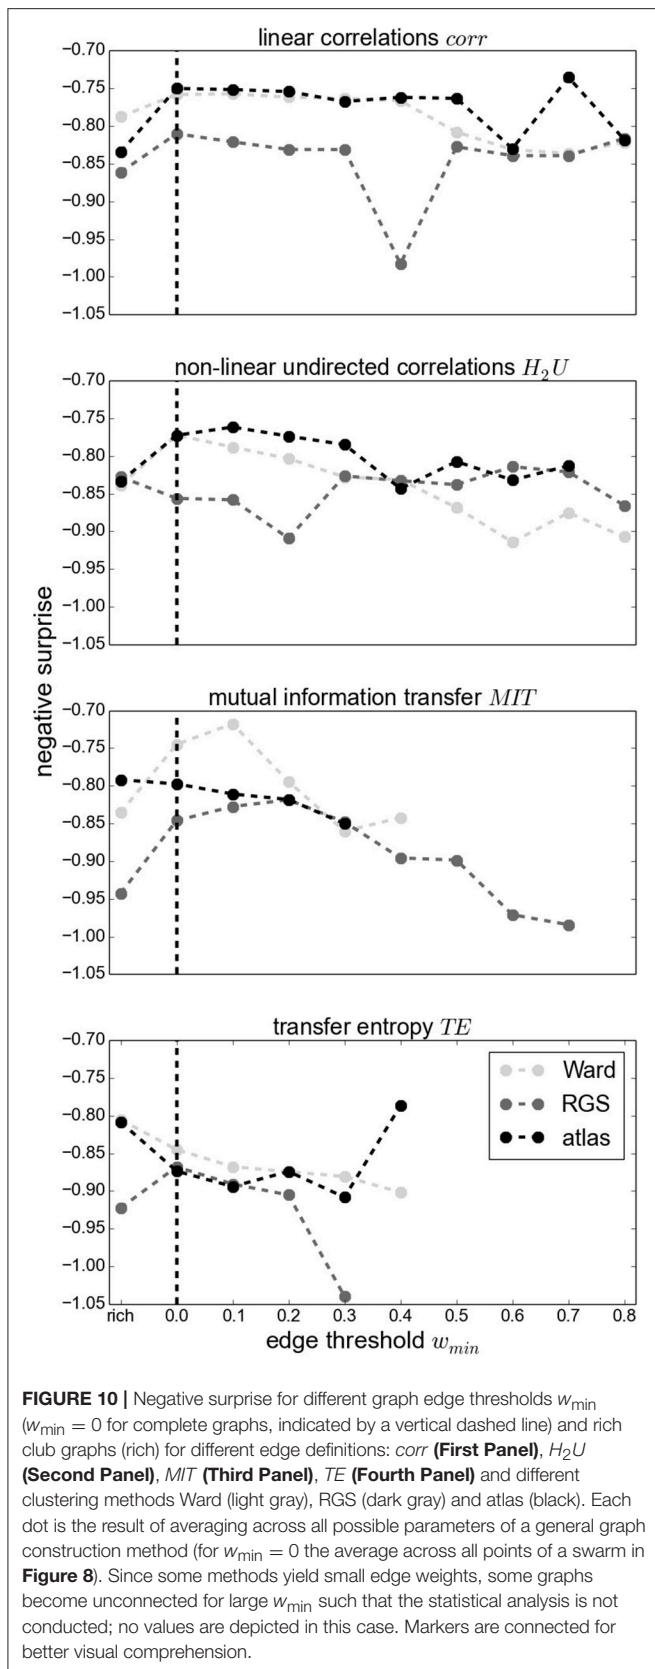 linear correlations corr
−0.70
−0.75
−0.80
−0.85
−0.90
−0.95
−1.00
−1.05
non-linear undirected correlations H₂U
−0.70
−0.75
−0.80
−0.85
−0.90
−0.95
−1.00
−1.05
negative surprise
mutual information transfer MIT
−0.70
−0.75
−0.80
−0.85
−0.90
−0.95
−1.00
−1.05
transfer entropy TE
−0.70
−0.75
−0.80
−0.85
−0.90
−0.95
−1.00
−1.05
Ward
RGS
atlas
rich 0.0 0.1 0.2 0.3 0.4 0.5 0.6 0.7 0.8
edge threshold w_min
FIGURE 10 | Negative surprise for different graph edge thresholds w_min
(w_min = 0 for complete graphs, indicated by a vertical dashed line) and rich
club graphs (rich) for different edge definitions: corr (First Panel), H₂U
(Second Panel), MIT (Third Panel), TE (Fourth Panel) and different
clustering methods Ward (light gray), RGS (dark gray) and atlas (black). Each
dot is the result of averaging across all possible parameters of a general graph
construction method (for w_min = 0 the average across all points of a swarm in
Figure 8). Since some methods yield small edge weights, some graphs
become unconnected for large w_min such that the statistical analysis is not
conducted; no values are depicted in this case. Markers are connected for
better visual comprehension.